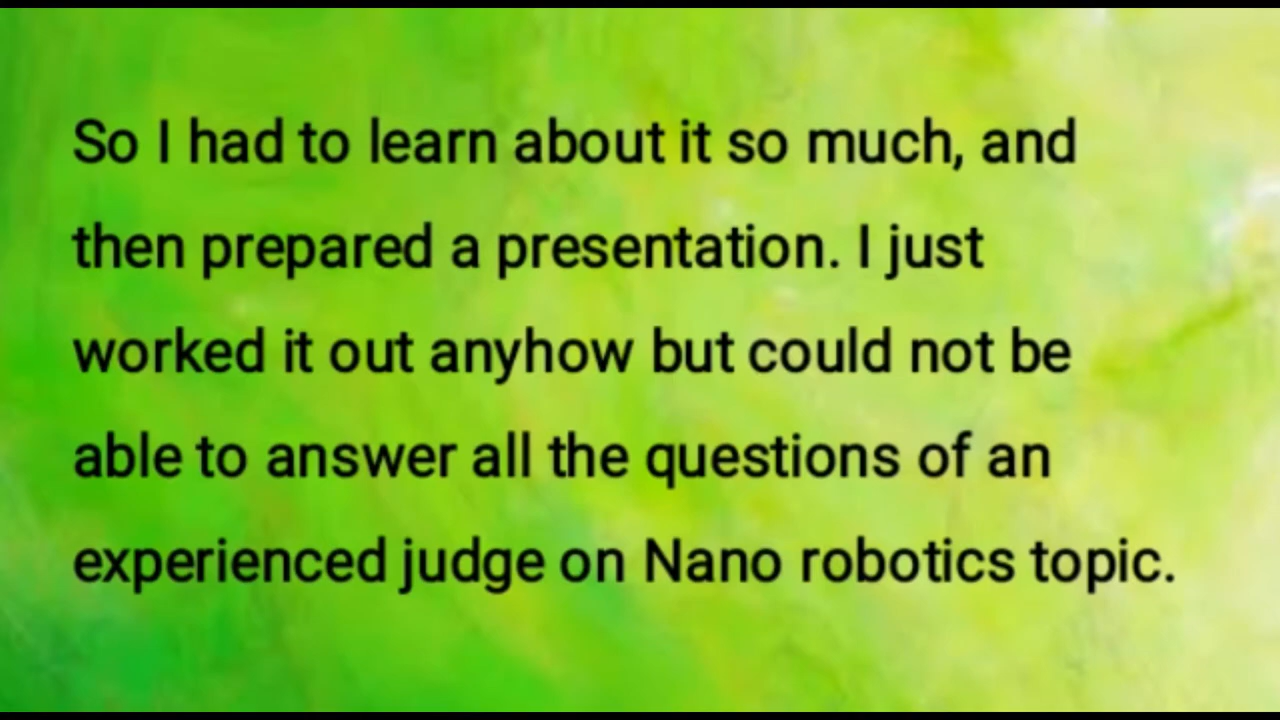 So I had to learn about it so much, and
then prepared a presentation. I just
worked it out anyhow but could not be
able to answer all the questions of an
experienced judge on Nano robotics topic.